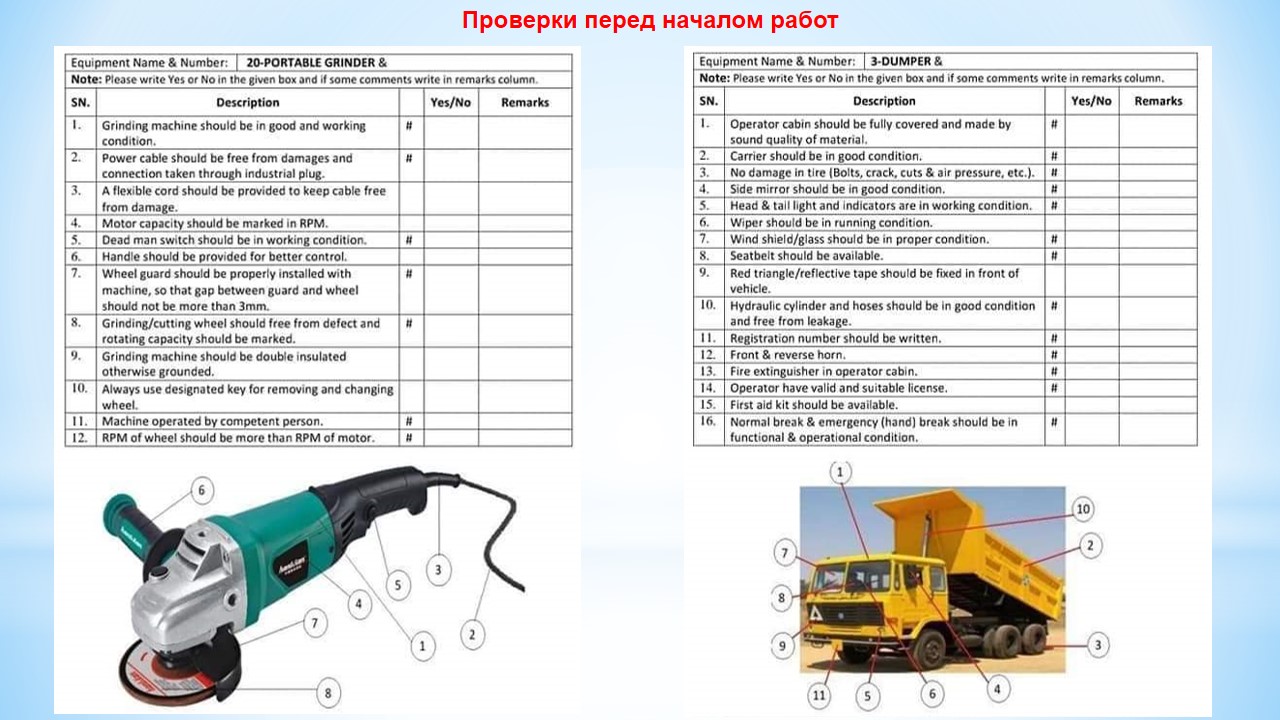 Проверки перед началом работ
Equipment Name & Number: 20-PORTABLE GRINDER &
Note: Please write Yes or No in the given box and if some comments write in remarks column.
SN. Description Yes/No Remarks
1. Grinding machine should be in good and working #
condition.
2. Power cable should be free from damages and #
connection taken through industrial plug.
3. A flexible cord should be provided to keep cable free
from damage.
4. Motor capacity should be marked in RPM.
5. Dead man switch should be in working condition. #
6. Handle should be provided for better control.
7. Wheel guard should be properly installed with #
machine, so that gap between guard and wheel
should not be more than 3mm.
8. Grinding/cutting wheel should free from defect and #
rotating capacity should be marked.
9. Grinding machine should be double insulated
otherwise grounded.
10. Always use designated key for removing and changing
wheel.
11. Machine operated by competent person. #
12. RPM of wheel should be more than RPM of motor. #
6
5
3
4
7
1
2
8
Equipment Name & Number: 3-DUMPER &
Note: Please write Yes or No in the given box and if some comments write in remarks column.
SN. Description Yes/No Remarks
1. Operator cabin should be fully covered and made by #
sound quality of material.
2. Carrier should be in good condition. #
3. No damage in tire (Bolts, crack, cuts & air pressure, etc.). #
4. Side mirror should be in good condition. #
5. Head & tail light and indicators are in working condition. #
6. Wiper should be in running condition.
7. Wind shield/glass should be in proper condition. #
8. Seatbelt should be available. #
9. Red triangle/reflective tape should be fixed in front of
vehicle.
10. Hydraulic cylinder and hoses should be in good condition #
and free from leakage.
11. Registration number should be written. #
12. Front & reverse horn. #
13. Fire extinguisher in operator cabin. #
14. Operator have valid and suitable license. #
15. First aid kit should be available.
16. Normal break & emergency (hand) break should be in #
functional & operational condition.
1
10
7
2
8
9
3
11
5
6
4